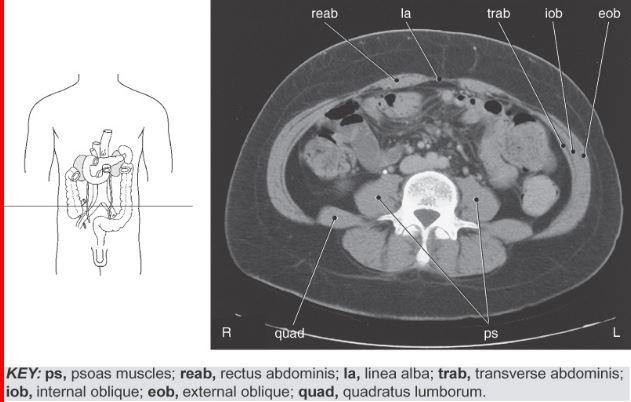 reab la trab iob eob
R quad ps L
KEY: ps, psoas muscles; reab, rectus abdominis; la, linea alba; trab, transverse abdominis;
iob, internal oblique; eob, external oblique; quad, quadratus lumborum.